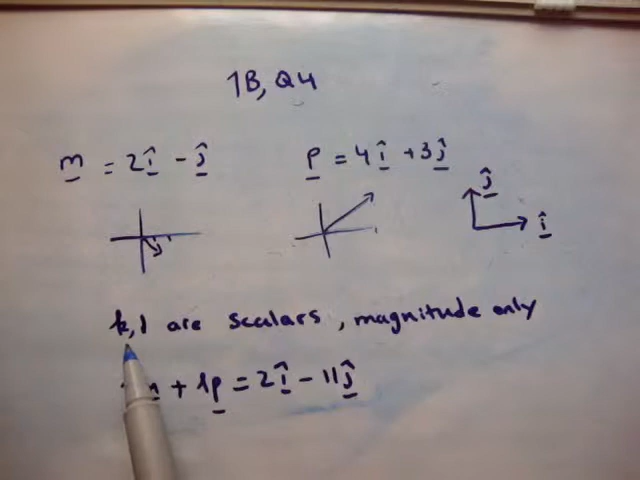 1B, Q4
m = 2î - ĵ
p = 4î + 3ĵ
ĵ
î
k, l are scalars, magnitude only
m + lp = 2î - 11ĵ